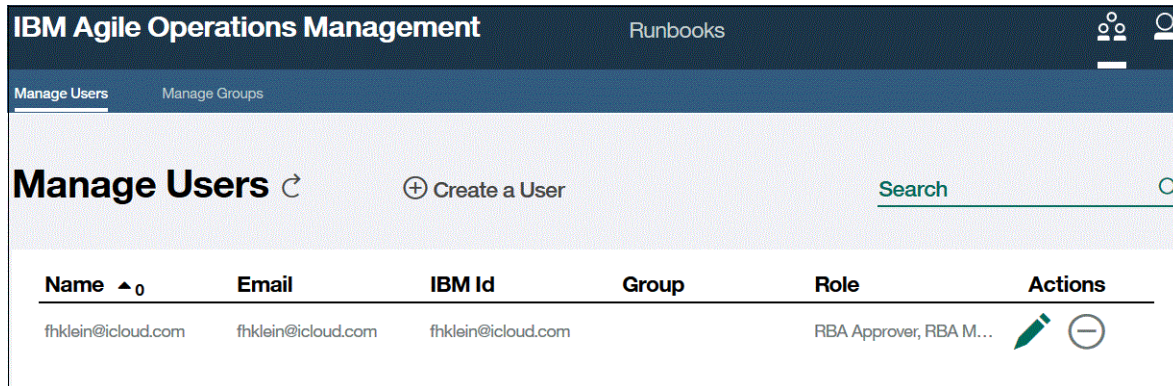 IBM Agile Operations Management Runbooks
Manage Users Manage Groups
Manage Users Create a User Search
Name 0 Email IBM Id Group Role Actions
fhklein@icloud.com fhklein@icloud.com fhklein@icloud.com RBA Approver, RBA M...